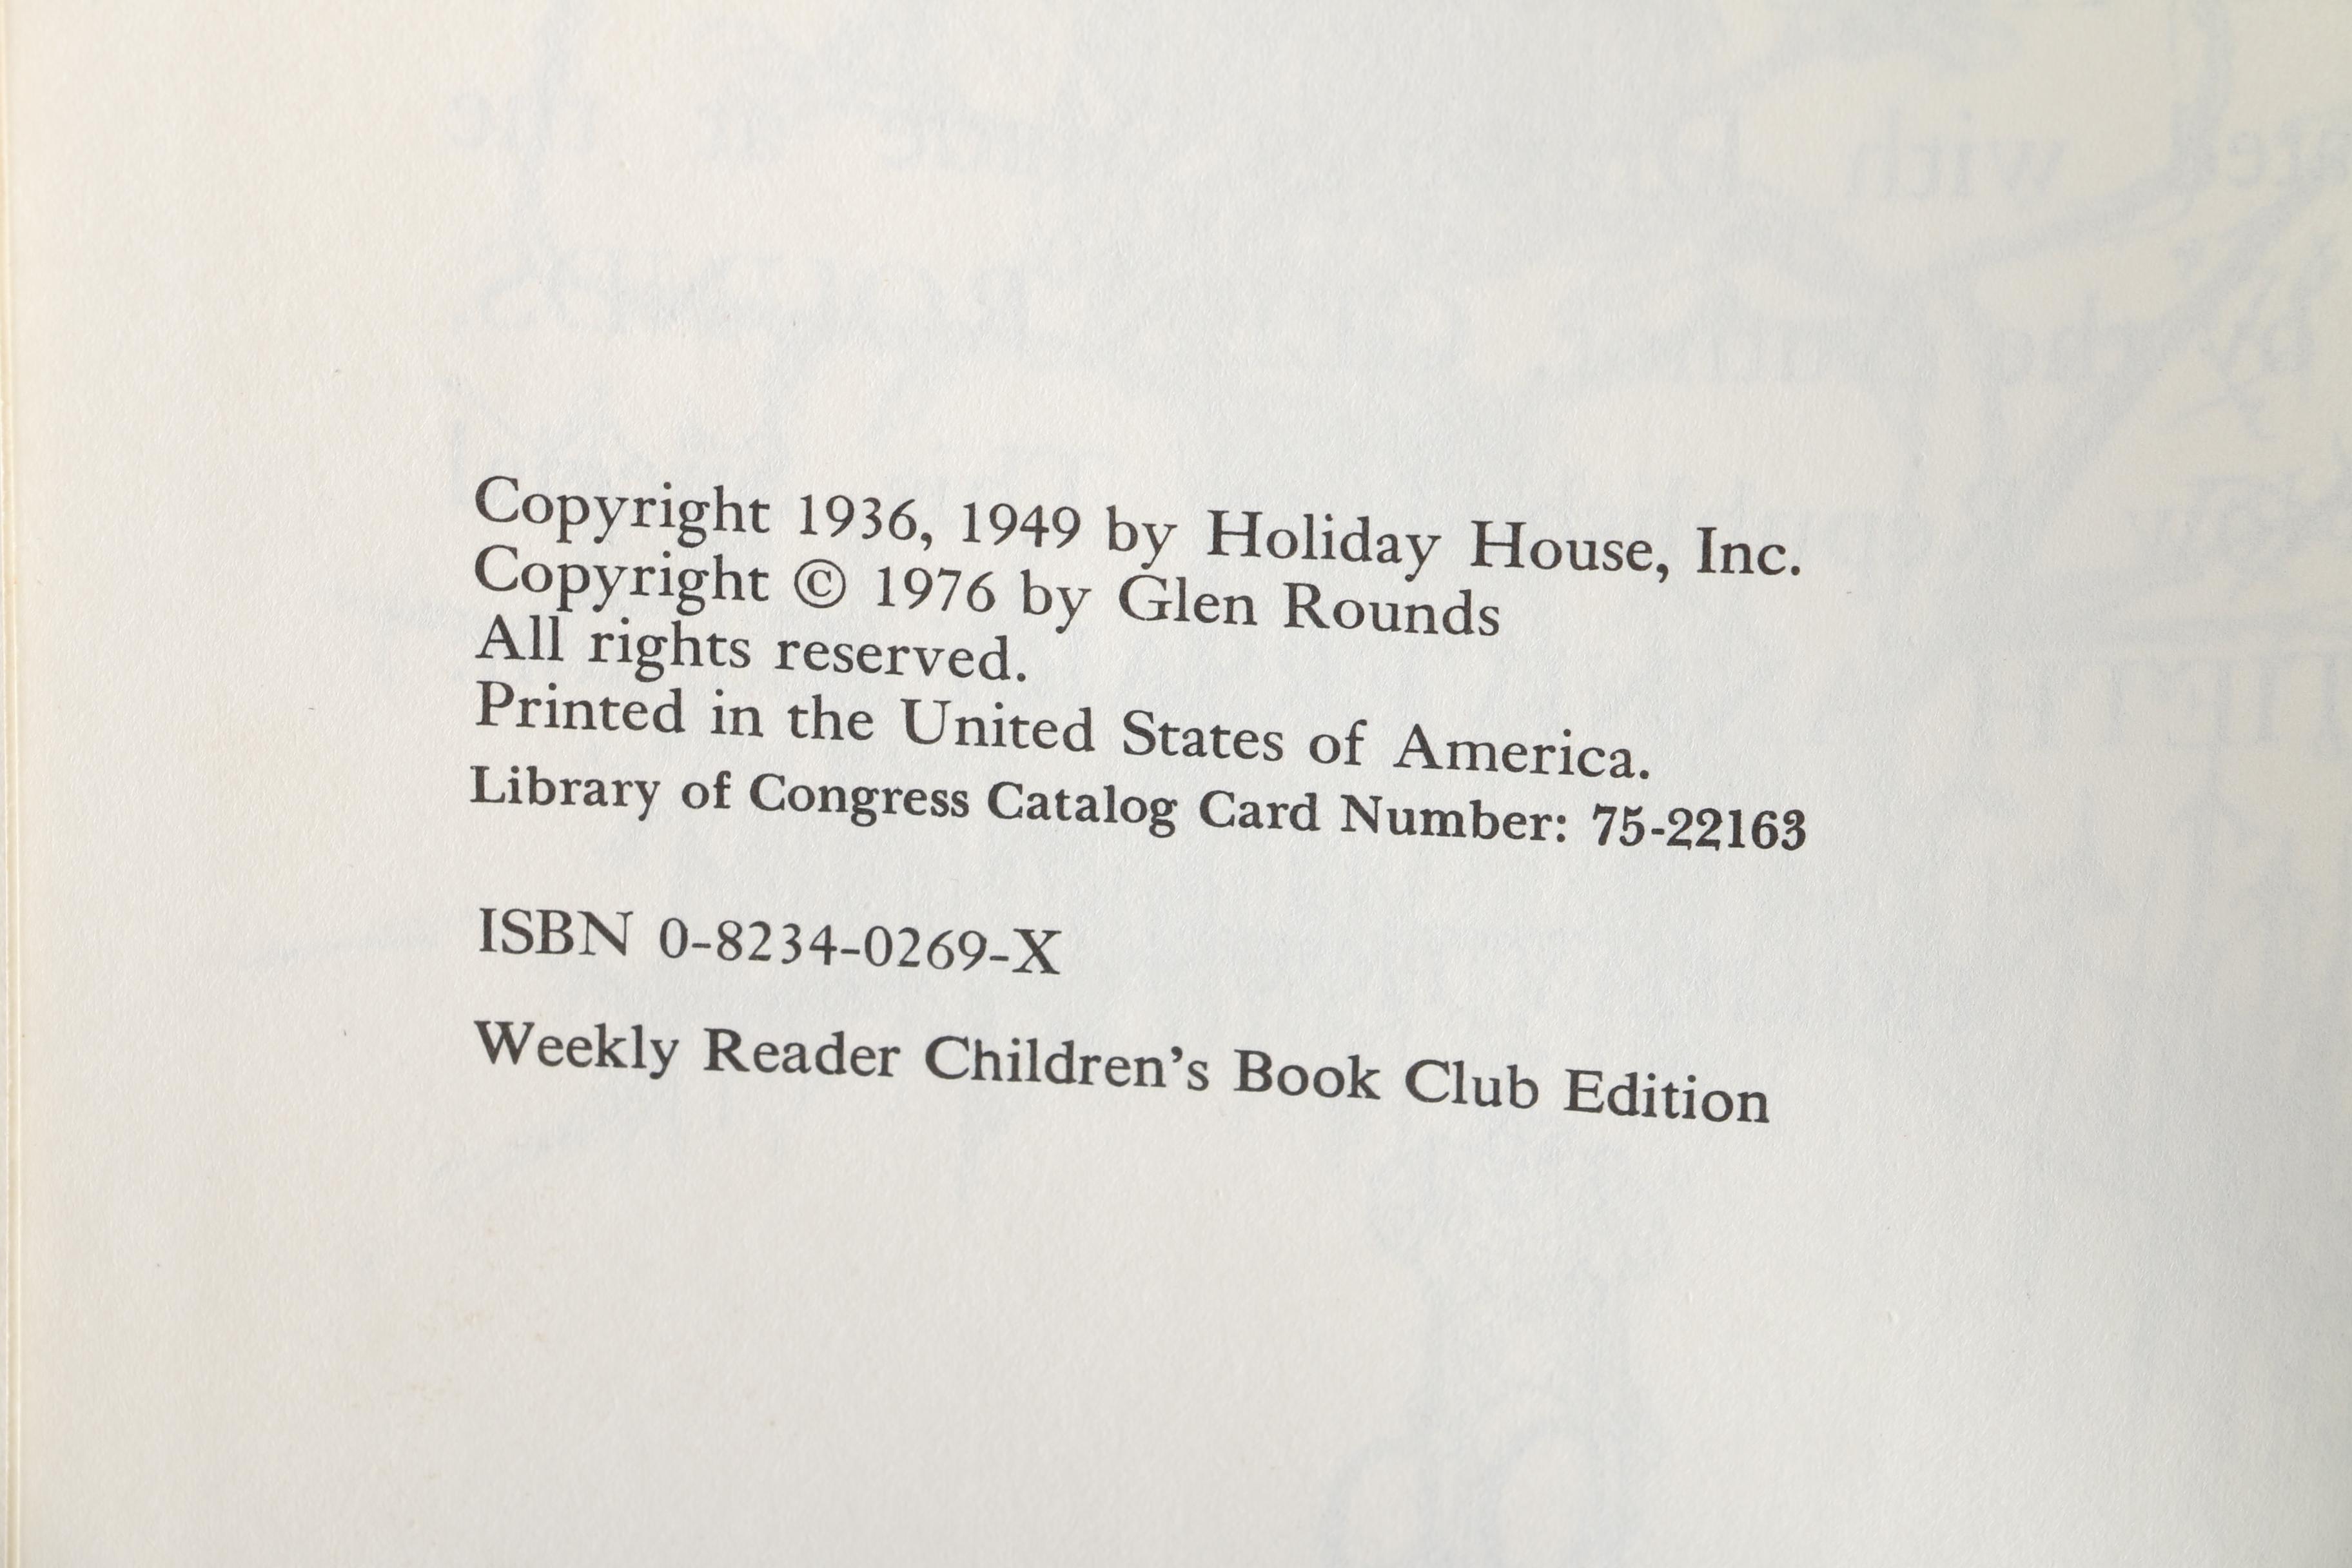 Copyright 1936, 1949 by Holiday House, Inc.
Copyright © 1976 by Glen Rounds
All rights reserved.
Printed in the United States of America.
Library of Congress Catalog Card Number: 75-22163
ISBN 0-8234-0269-X
Weekly Reader Children's Book Club Edition